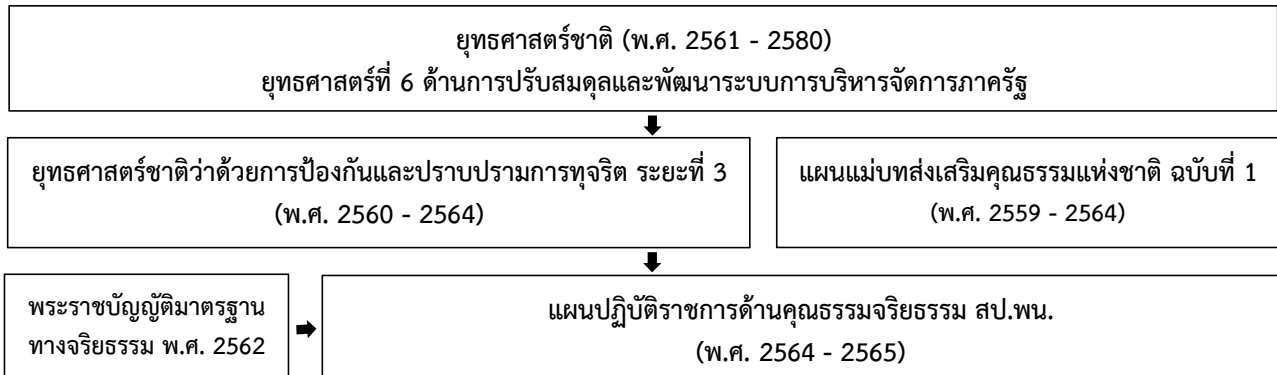 ยุทธศาสตร์ชาติ (พ.ศ. 2561 - 2580)
ยุทธศาสตร์ที่ 6 ด้านการปรับสมดุลและพัฒนาระบบการบริหารจัดการภาครัฐ
ยุทธศาสตร์ชาติว่าด้วยการป้องกันและปราบปรามการทุจริต ระยะที่ 3
(พ.ศ. 2560 - 2564)
แผนแม่บทส่งเสริมคุณธรรมแห่งชาติ ฉบับที่ 1
(พ.ศ. 2559 - 2564)
พระราชบัญญัติมาตรฐาน
ทางจริยธรรม พ.ศ. 2562
แผนปฏิบัติราชการด้านคุณธรรมจริยธรรม สป.พน.
(พ.ศ. 2564 - 2565)